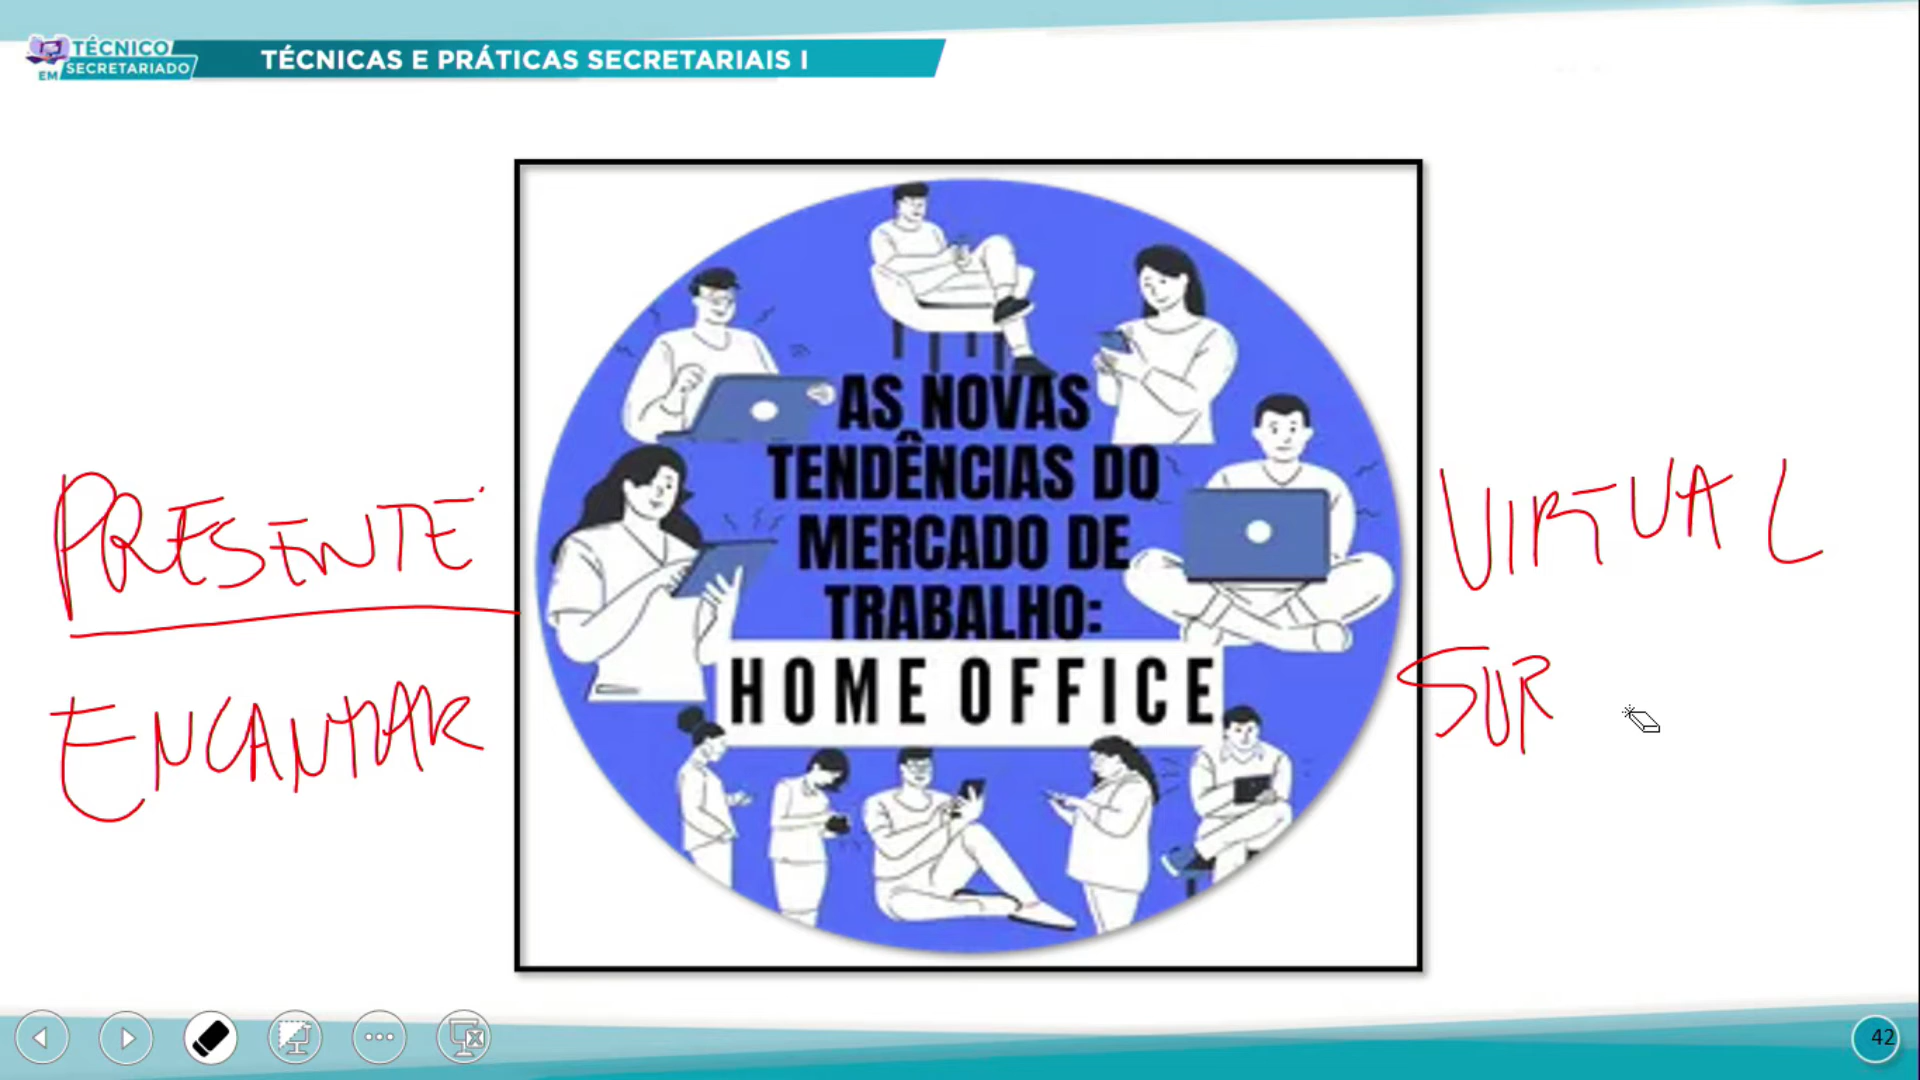 TÉCNICO
EM SECRETARIADO
TÉCNICAS E PRÁTICAS SECRETARIAIS I
AS NOVAS
TENDÊNCIAS DO
MERCADO DE
TRABALHO:
HOME OFFICE
PRESENTE
ENCANTAR
VIRTUAL
SUR
42